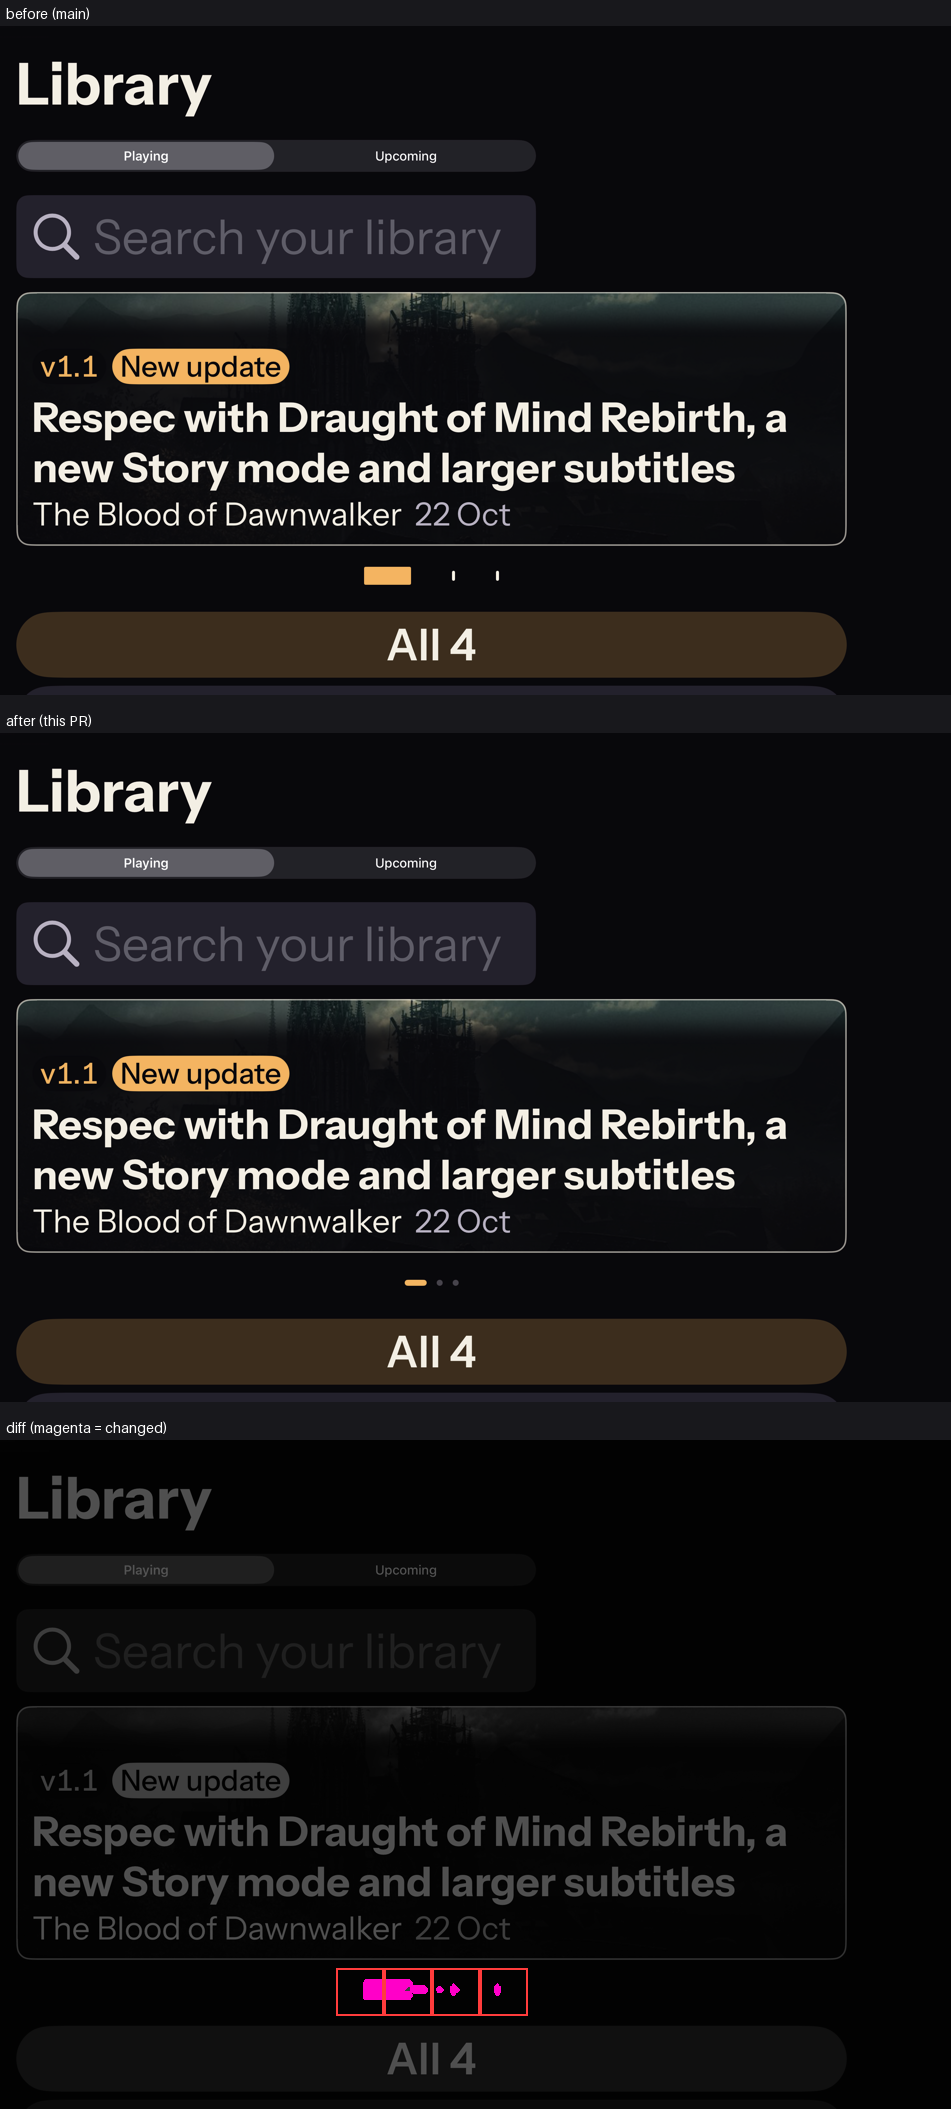 before (main)
Library
Playing
Upcoming
Search your library
v1.1 New update
Respec with Draught of Mind Rebirth, a
new Story mode and larger subtitles
The Blood of Dawnwalker 22 Oct
All 4
after (this PR)
Library
Playing
Upcoming
Search your library
v1.1 New update
Respec with Draught of Mind Rebirth, a
new Story mode and larger subtitles
The Blood of Dawnwalker 22 Oct
All 4
diff (magenta = changed)
Library
Playing
Upcoming
Search your library
v1.1 New update
Respec with Draught of Mind Rebirth, a
new Story mode and larger subtitles
The Blood of Dawnwalker 22 Oct
All 4